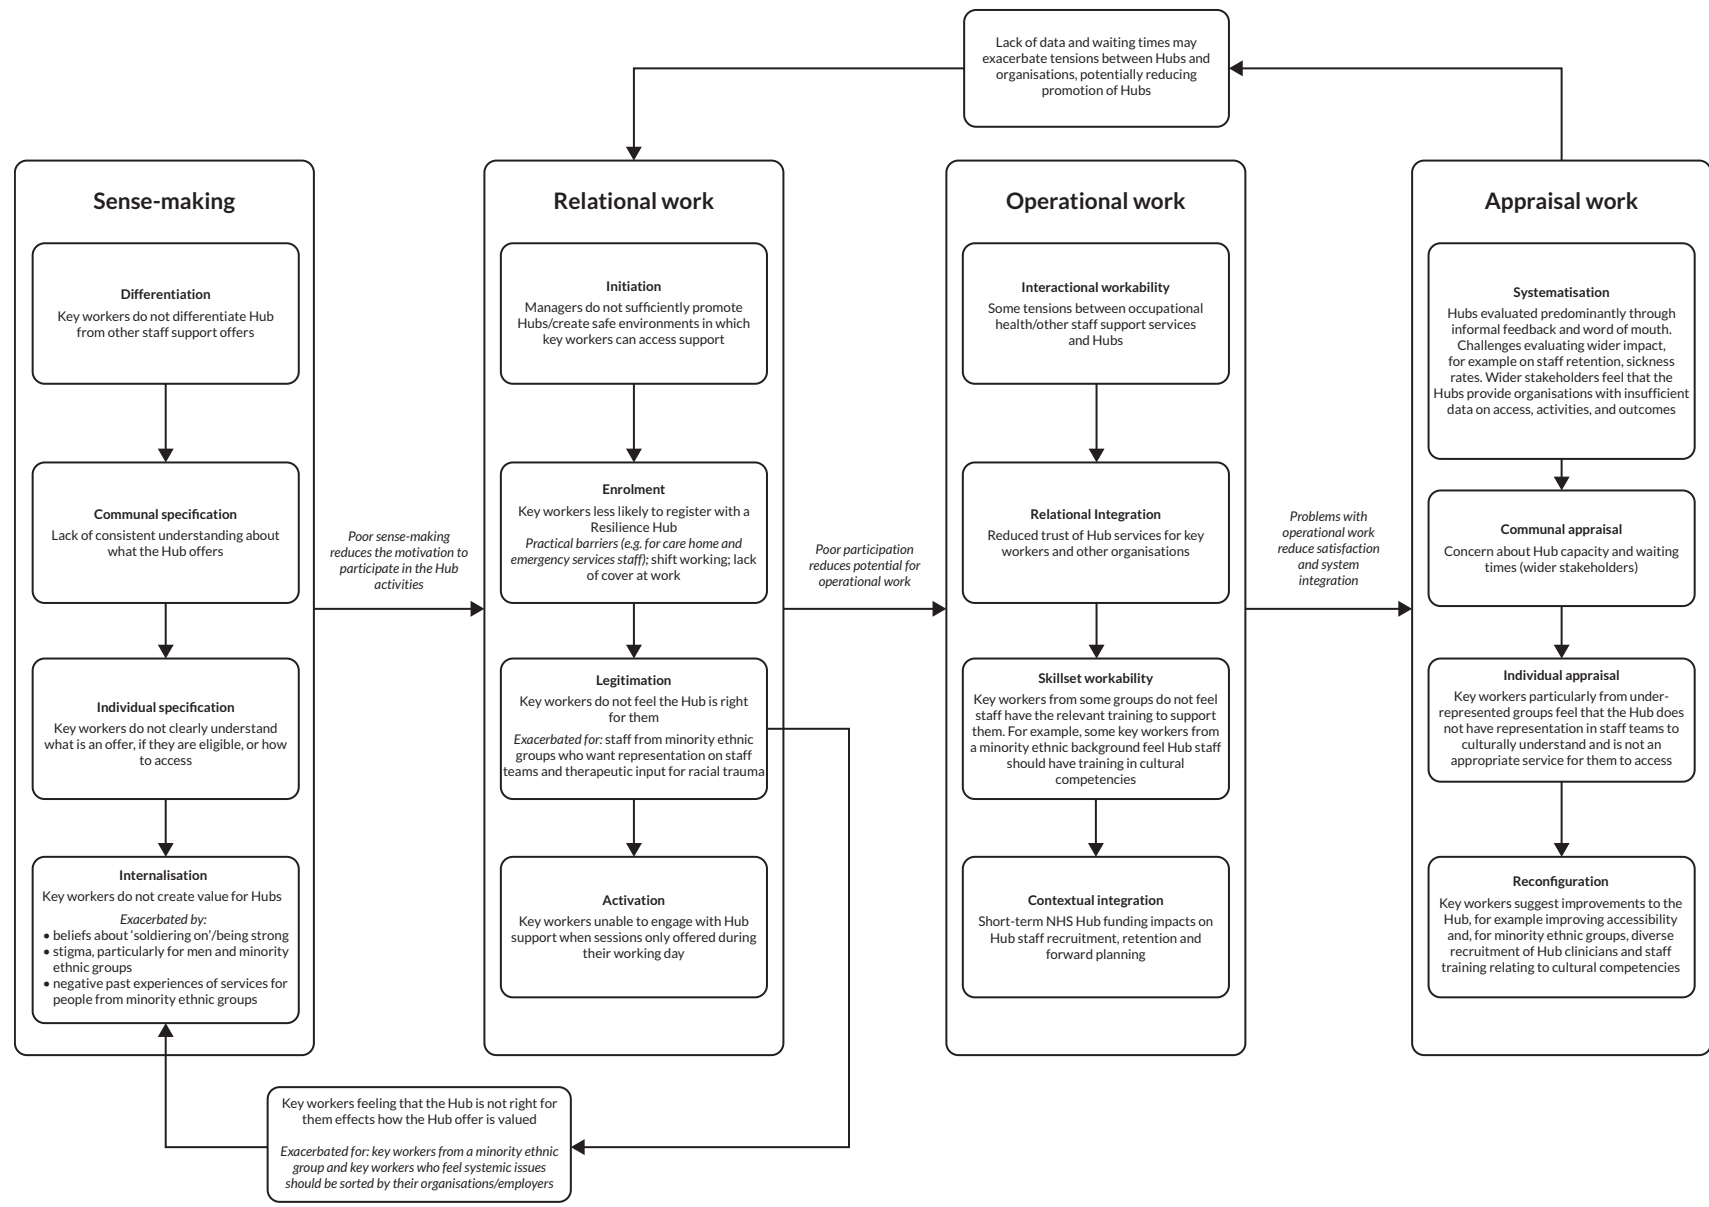 Lack of data and waiting times may
exacerbate tensions between Hubs and
organisations, potentially reducing
promotion of Hubs
Sense-making
Differentiation
Key workers do not differentiate Hub
from other staff support offers
Communal specification
Lack of consistent understanding about
what the Hub offers
Individual specification
Key workers do not clearly understand
what is an offer, if they are eligible, or how
to access
Internalisation
Key workers do not create value for Hubs
Exacerbated by:
• beliefs about ‘soldiering on’/being strong
• stigma, particularly for men and minority
ethnic groups
• negative past experiences of services for
people from minority ethnic groups
Poor sense-making
reduces the motivation to
participate in the Hub
activities
Relational work
Initiation
Managers do not sufficiently promote
Hubs/create safe environments in which
key workers can access support
Enrolment
Key workers less likely to register with a
Resilience Hub
Practical barriers (e.g. for care home and
emergency services staff); shift working; lack
of cover at work
Legitimation
Key workers do not feel the Hub is right
for them
Exacerbated for: staff from minority ethnic
groups who want representation on staff
teams and therapeutic input for racial trauma
Activation
Key workers unable to engage with Hub
support when sessions only offered during
their working day
Poor participation
reduces potential for
operational work
Operational work
Interactional workability
Some tensions between occupational
health/other staff support services
and Hubs
Relational Integration
Reduced trust of Hub services for key
workers and other organisations
Skillset workability
Key workers from some groups do not feel
staff have the relevant training to support
them. For example, some key workers from
a minority ethnic background feel Hub staff
should have training in cultural
competencies
Contextual integration
Short-term NHS Hub funding impacts on
Hub staff recruitment, retention and
forward planning
Problems with
operational work
reduce satisfaction
and system
integration
Appraisal work
Systematisation
Hubs evaluated predominantly through
informal feedback and word of mouth.
Challenges evaluating wider impact,
for example on staff retention, sickness
rates. Wider stakeholders feel that the
Hubs provide organisations with insufficient
data on access, activities, and outcomes
Communal appraisal
Concern about Hub capacity and waiting
times (wider stakeholders)
Individual appraisal
Key workers particularly from under-
represented groups feel that the Hub does
not have representation in staff teams to
culturally understand and is not an
appropriate service for them to access
Reconfiguration
Key workers suggest improvements to the
Hub, for example improving accessibility
and, for minority ethnic groups, diverse
recruitment of Hub clinicians and staff
training relating to cultural competencies
Key workers feeling that the Hub is not right for
them effects how the Hub offer is valued
Exacerbated for: key workers from a minority ethnic
group and key workers who feel systemic issues
should be sorted by their organisations/employers